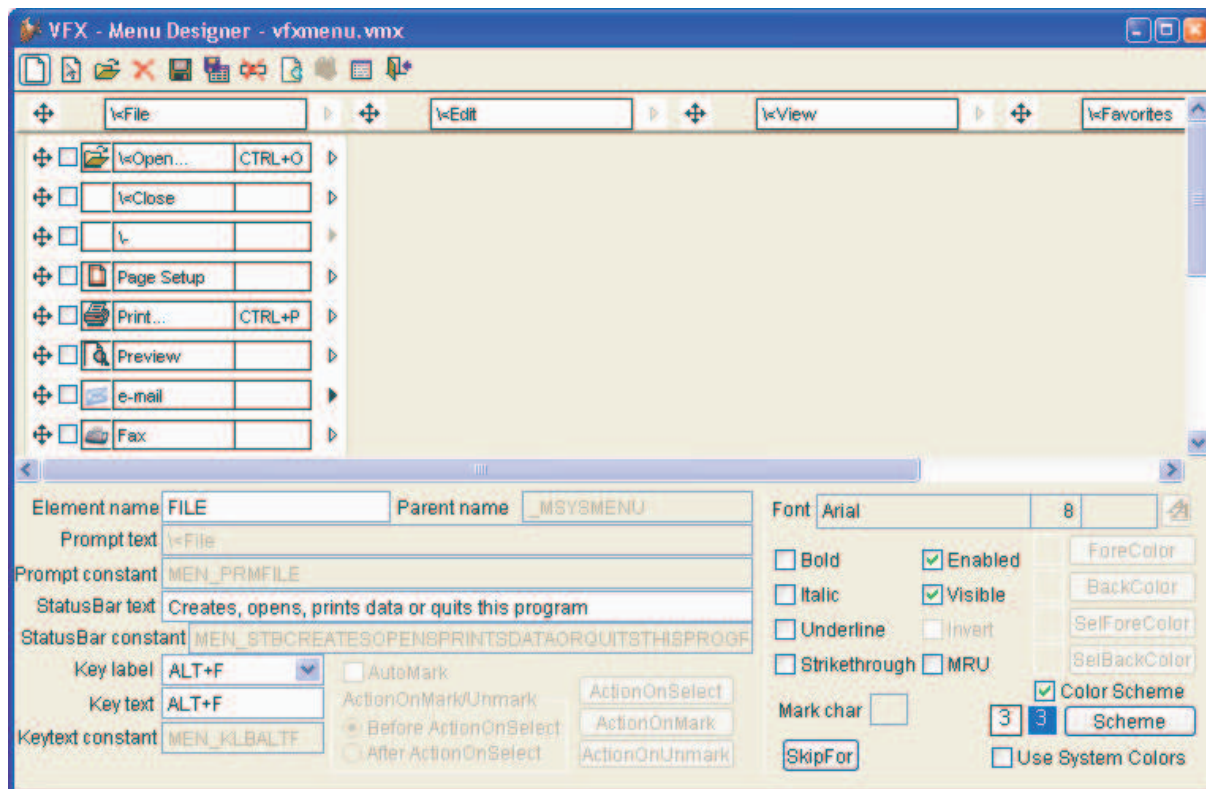 VFX - Menu Designer - vfxmenu.vmx
\<File \<Edit \<View \<Favorites
\<Open... CTRL+O
\<Close
\-
Page Setup
Print... CTRL+P
Preview
e-mail
Fax
Element name FILE Parent name _MSYSMENU
Prompt text \<File
Prompt constant MEN_PRMFILE
StatusBar text Creates, opens, prints data or quits this program
StatusBar constant MEN_STBCREATESOPENSPRINTSDATAORQUITSTHISPROGF
Key label ALT+F
Key text ALT+F
Keytext constant MEN_KLBALTF
AutoMark
ActionOnMark/Unmark
Before ActionOnSelect
After ActionOnSelect
ActionOnSelect
ActionOnMark
ActionOnUnmark
Font Arial 8
Bold Enabled ForeColor
Italic Visible BackColor
Underline Invert SelForeColor
Strikethrough MRU SelBackColor
Color Scheme
Mark char 3 3 Scheme
SkipFor Use System Colors